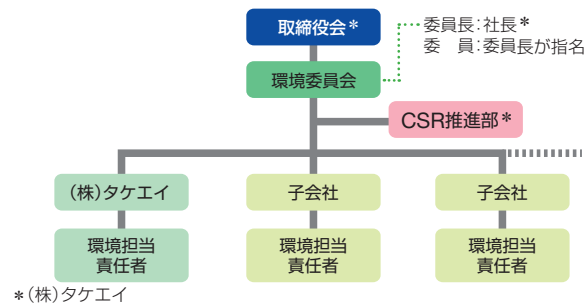 取締役会*
委員長:社長*
委　員:委員長が指名
環境委員会
CSR推進部*
(株)タケエイ
子会社
子会社
環境担当
責任者
環境担当
責任者
環境担当
責任者
*(株)タケエイ